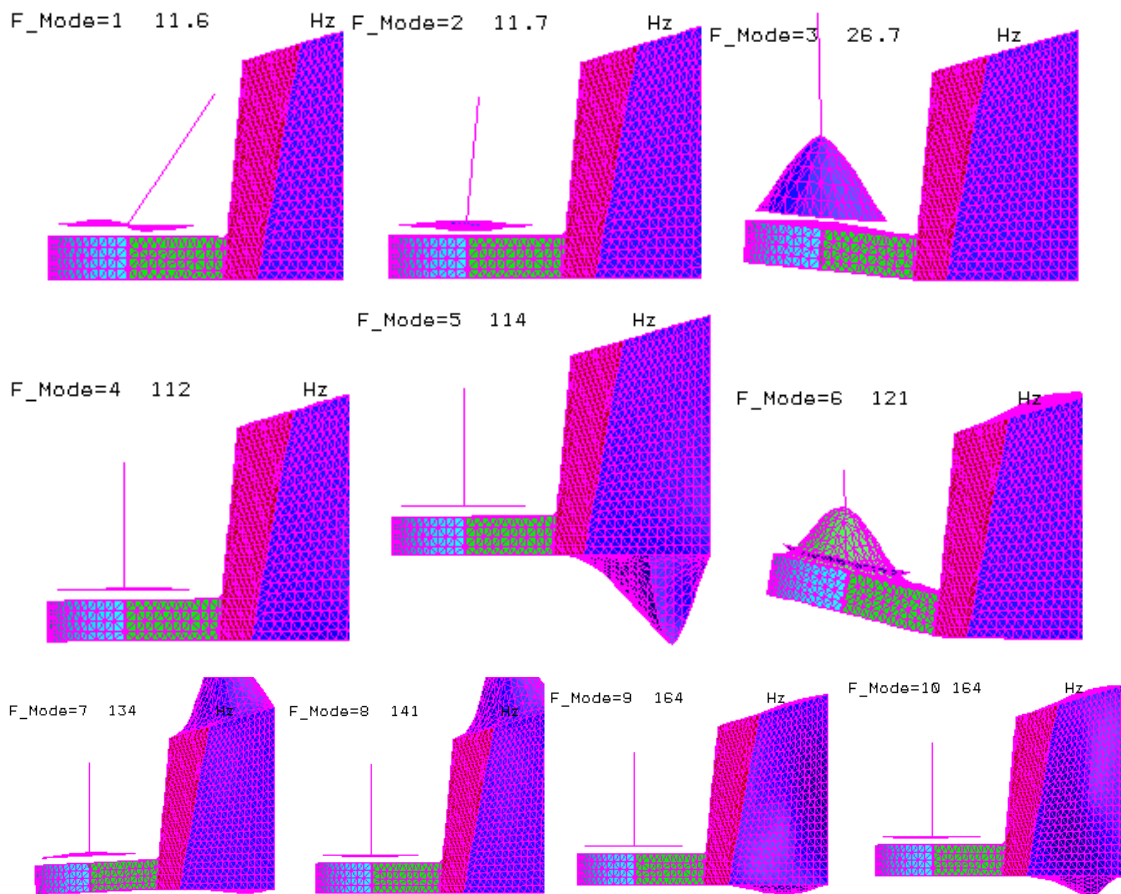 F_Mode=1 11.6 Hz
F_Mode=2 11.7 Hz
F_Mode=3 26.7 Hz
F_Mode=4 112 Hz
F_Mode=5 114 Hz
F_Mode=6 121 Hz
F_Mode=7 134 Hz
F_Mode=8 141 Hz
F_Mode=9 164 Hz
F_Mode=10 164 Hz